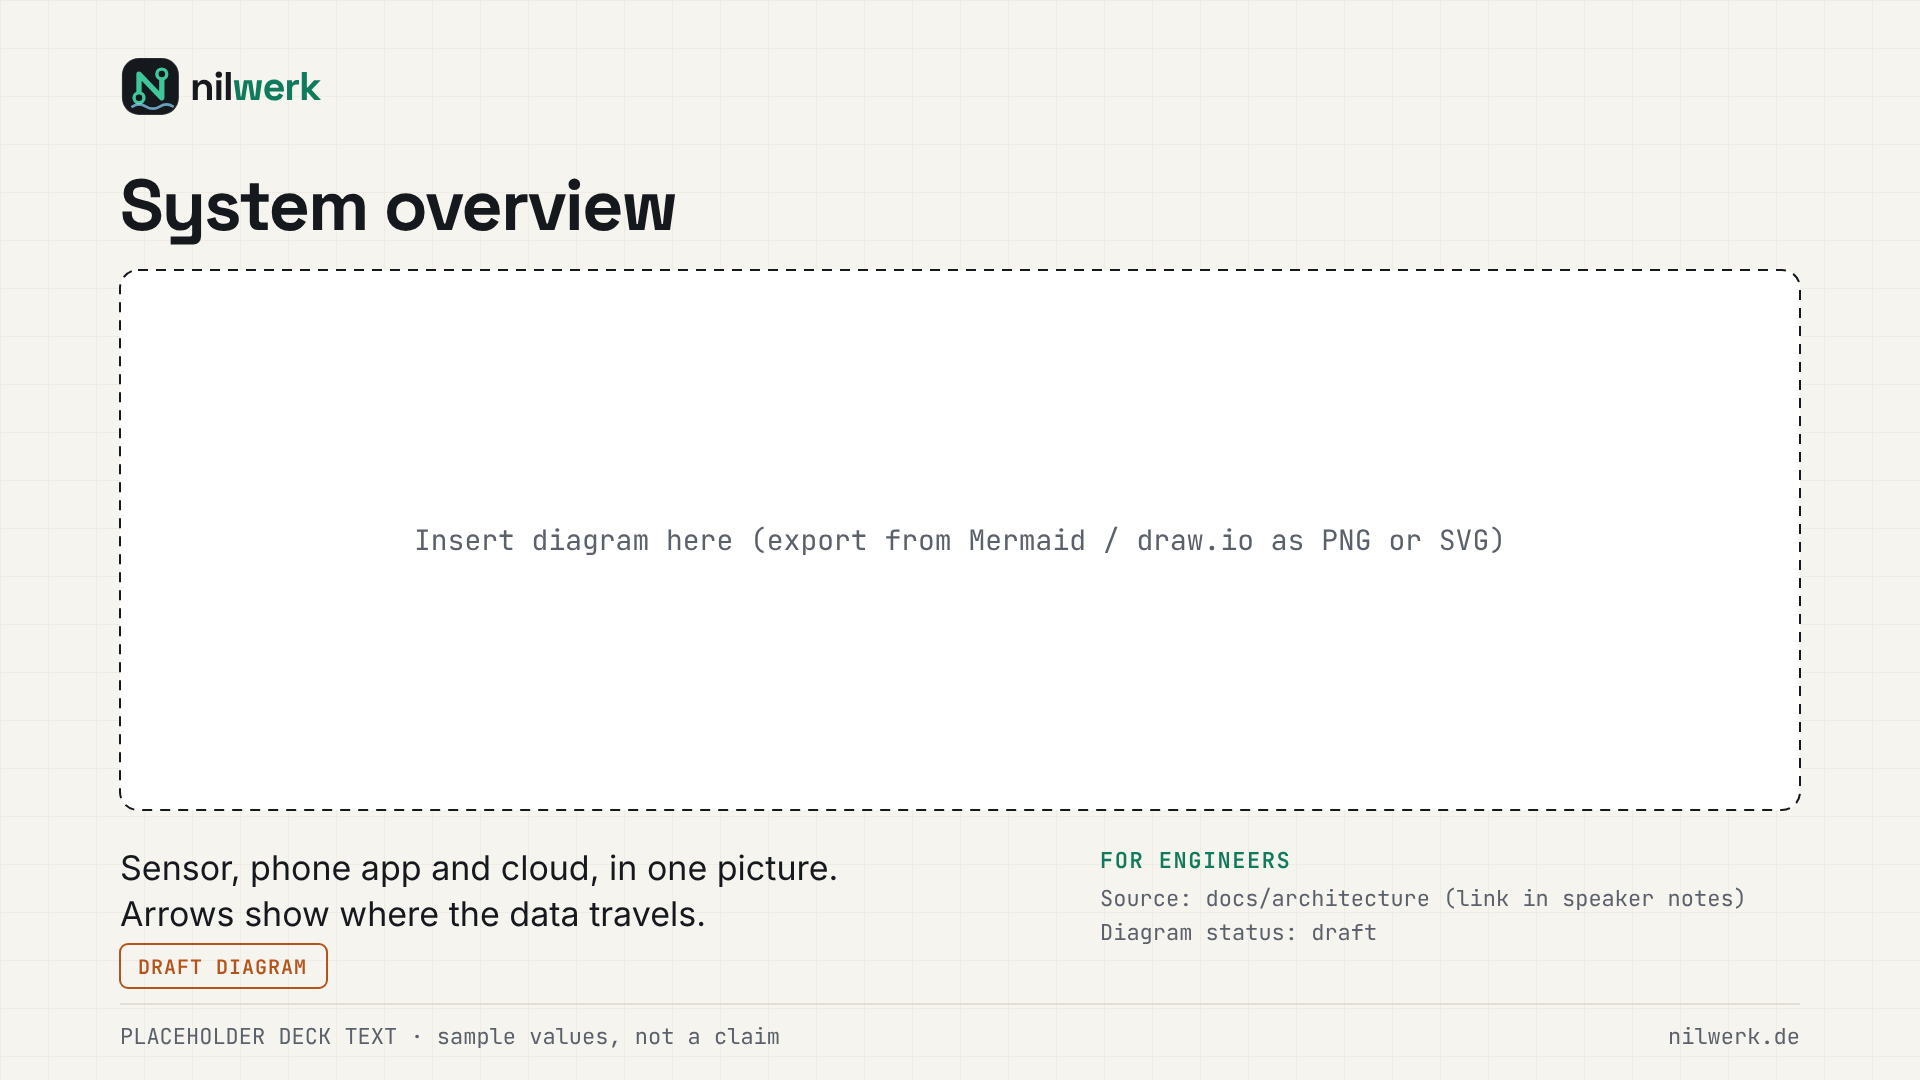 nilwerk
System overview
Insert diagram here (export from Mermaid / draw.io as PNG or SVG)
Sensor, phone app and cloud, in one picture.
Arrows show where the data travels.
DRAFT DIAGRAM
FOR ENGINEERS
Source: docs/architecture (link in speaker notes)
Diagram status: draft
PLACEHOLDER DECK TEXT · sample values, not a claim
nilwerk.de